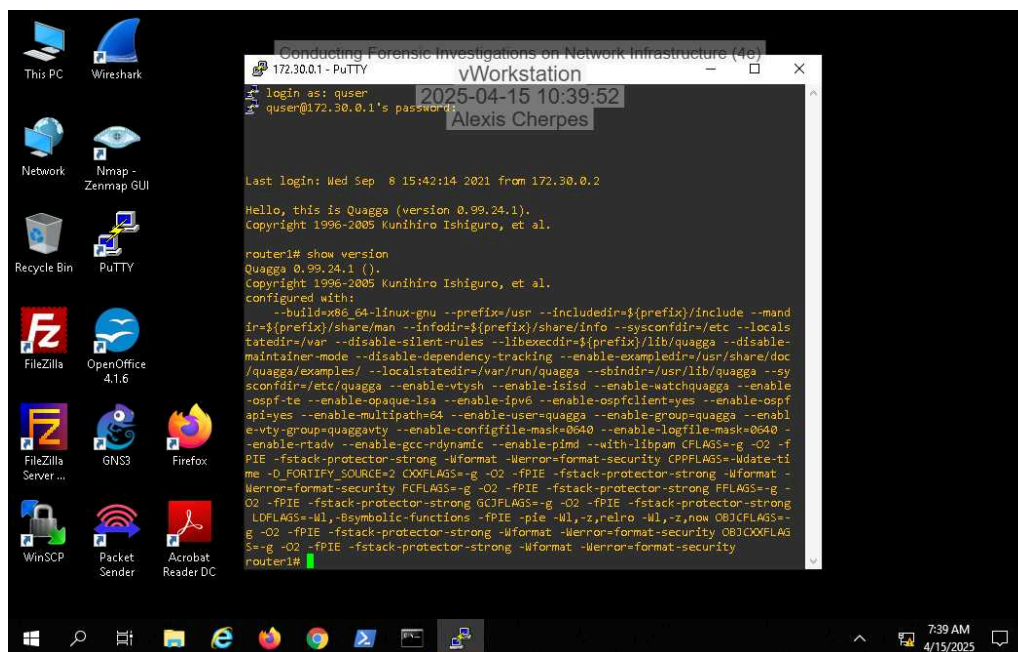 Conducting Forensic Investigations on Network Infrastructure (4e)
vWorkstation
2025-04-15 10:39:52
Alexis Cherpes
This PC
Wireshark
Network
Nmap -
Zenmap GUI
Recycle Bin
PuTTY
FileZilla
OpenOffice
4.1.6
FileZilla
Server ...
GNS3
Firefox
WinSCP
Packet
Sender
Acrobat
Reader DC
172.30.0.1 - PuTTY
login as: quser
quser@172.30.0.1's password:
Last login: Wed Sep  8 15:42:14 2021 from 172.30.0.2
Hello, this is Quagga (version 0.99.24.1).
Copyright 1996-2005 Kunihiro Ishiguro, et al.
router1# show version
Quagga 0.99.24.1 ().
Copyright 1996-2005 Kunihiro Ishiguro, et al.
configured with:
--build=x86_64-linux-gnu --prefix=/usr --includedir=${prefix}/include --mand
ir=${prefix}/share/man --infodir=${prefix}/share/info --sysconfdir=/etc --locals
tatedir=/var --disable-silent-rules --libexecdir=${prefix}/lib/quagga --disable-
maintainer-mode --disable-dependency-tracking --enable-exampledir=/usr/share/doc
/quagga/examples/ --localstatedir=/var/run/quagga --sbindir=/usr/lib/quagga --sy
sconfdir=/etc/quagga --enable-vtysh --enable-isisd --enable-watchquagga --enable
-ospf-te --enable-opaque-lsa --enable-ipv6 --enable-ospfclient=yes --enable-ospf
api=yes --enable-multipath=64 --enable-user=quagga --enable-group=quagga --enabl
e-vty-group=quaggavty --enable-configfile-mask=0640 --enable-logfile-mask=0640 -
-enable-rtadv --enable-gcc-rdynamic --enable-pimd --with-libpam CFLAGS=-g -O2 -f
PIE -fstack-protector-strong -Wformat -Werror=format-security CPPFLAGS=-Wdate-ti
me -D_FORTIFY_SOURCE=2 CXXFLAGS=-g -O2 -fPIE -fstack-protector-strong -Wformat -
Werror=format-security FCFLAGS=-g -O2 -fPIE -fstack-protector-strong FFLAGS=-g -
O2 -fPIE -fstack-protector-strong GCJFLAGS=-g -O2 -fPIE -fstack-protector-strong
LDFLAGS=-Wl,-Bsymbolic-functions -fPIE -pie -Wl,-z,relro -Wl,-z,now OBJCFLAGS=-
g -O2 -fPIE -fstack-protector-strong -Wformat -Werror=format-security OBJCXXFLAG
S=-g -O2 -fPIE -fstack-protector-strong -Wformat -Werror=format-security
router1#
7:39 AM
4/15/2025